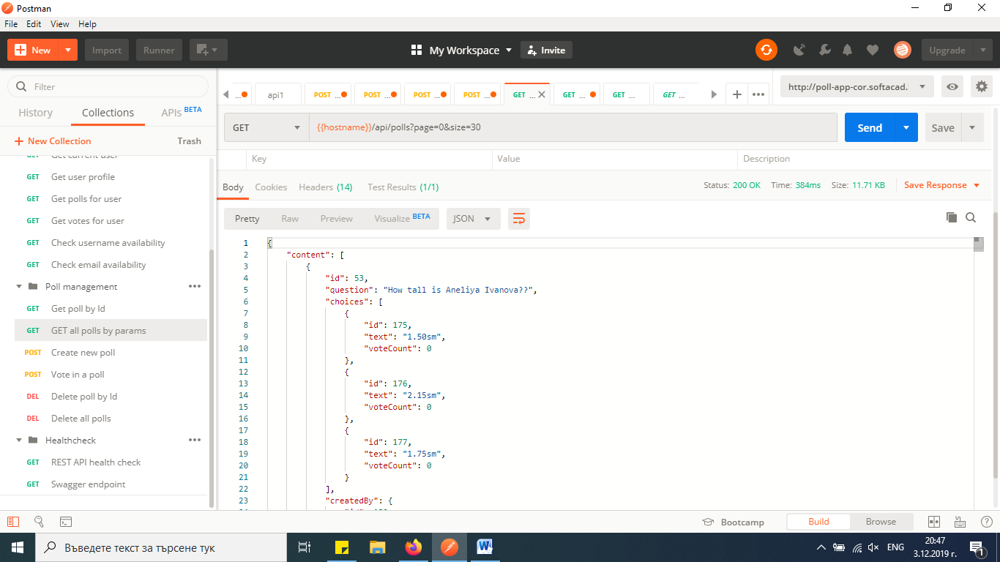 Postman
File Edit View Help
New Import Runner My Workspace Invite Upgrade
Filter
History Collections APIs BETA
New Collection Trash
Get current user
GET Get user profile
GET Get polls for user
GET Get votes for user
GET Check username availability
GET Check email availability
Poll management
GET Get poll by Id
GET GET all polls by params
POST Create new poll
POST Vote in a poll
DEL Delete poll by Id
DEL Delete all polls
Healthcheck
GET REST API health check
GET Swagger endpoint
... api1 POST ... POST ... POST ... POST ... GET ... GET ... GET ... GET ...
http://poll-app-cor.softacad.
GET {{hostname}}/api/polls?page=0&size=30 Send Save
Key Value Description
Body Cookies Headers (14) Test Results (1/1) Status: 200 OK Time: 384ms Size: 11.71 KB Save Response
Pretty Raw Preview Visualize BETA JSON
1 {
2 "content": [
3 {
4 "id": 53,
5 "question": "How tall is Aneliya Ivanova??",
6 "choices": [
7 {
8 "id": 175,
9 "text": "1.50sm",
10 "voteCount": 0
11 },
12 {
13 "id": 176,
14 "text": "2.15sm",
15 "voteCount": 0
16 },
17 {
18 "id": 177,
19 "text": "1.75sm",
20 "voteCount": 0
21 }
22 ],
23 "createdBy": {
Bootcamp Build Browse
Въведете текст за търсене тук
ENG
20:47
3.12.2019 г.
1